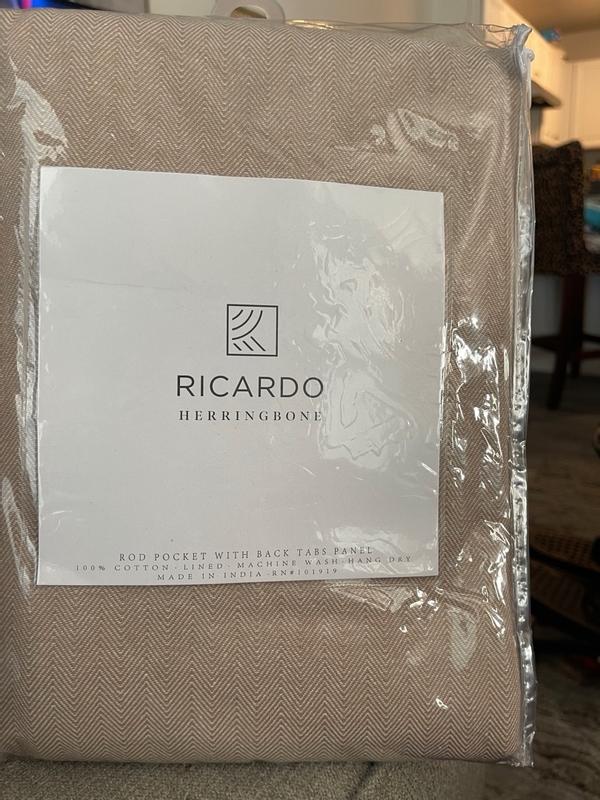 RICARDO
HERRINGBONE
ROD POCKET WITH BACK TABS PANEL
100% COTTON · LINED · MACHINE WASH · HANG DRY
MADE IN INDIA · RN#101919